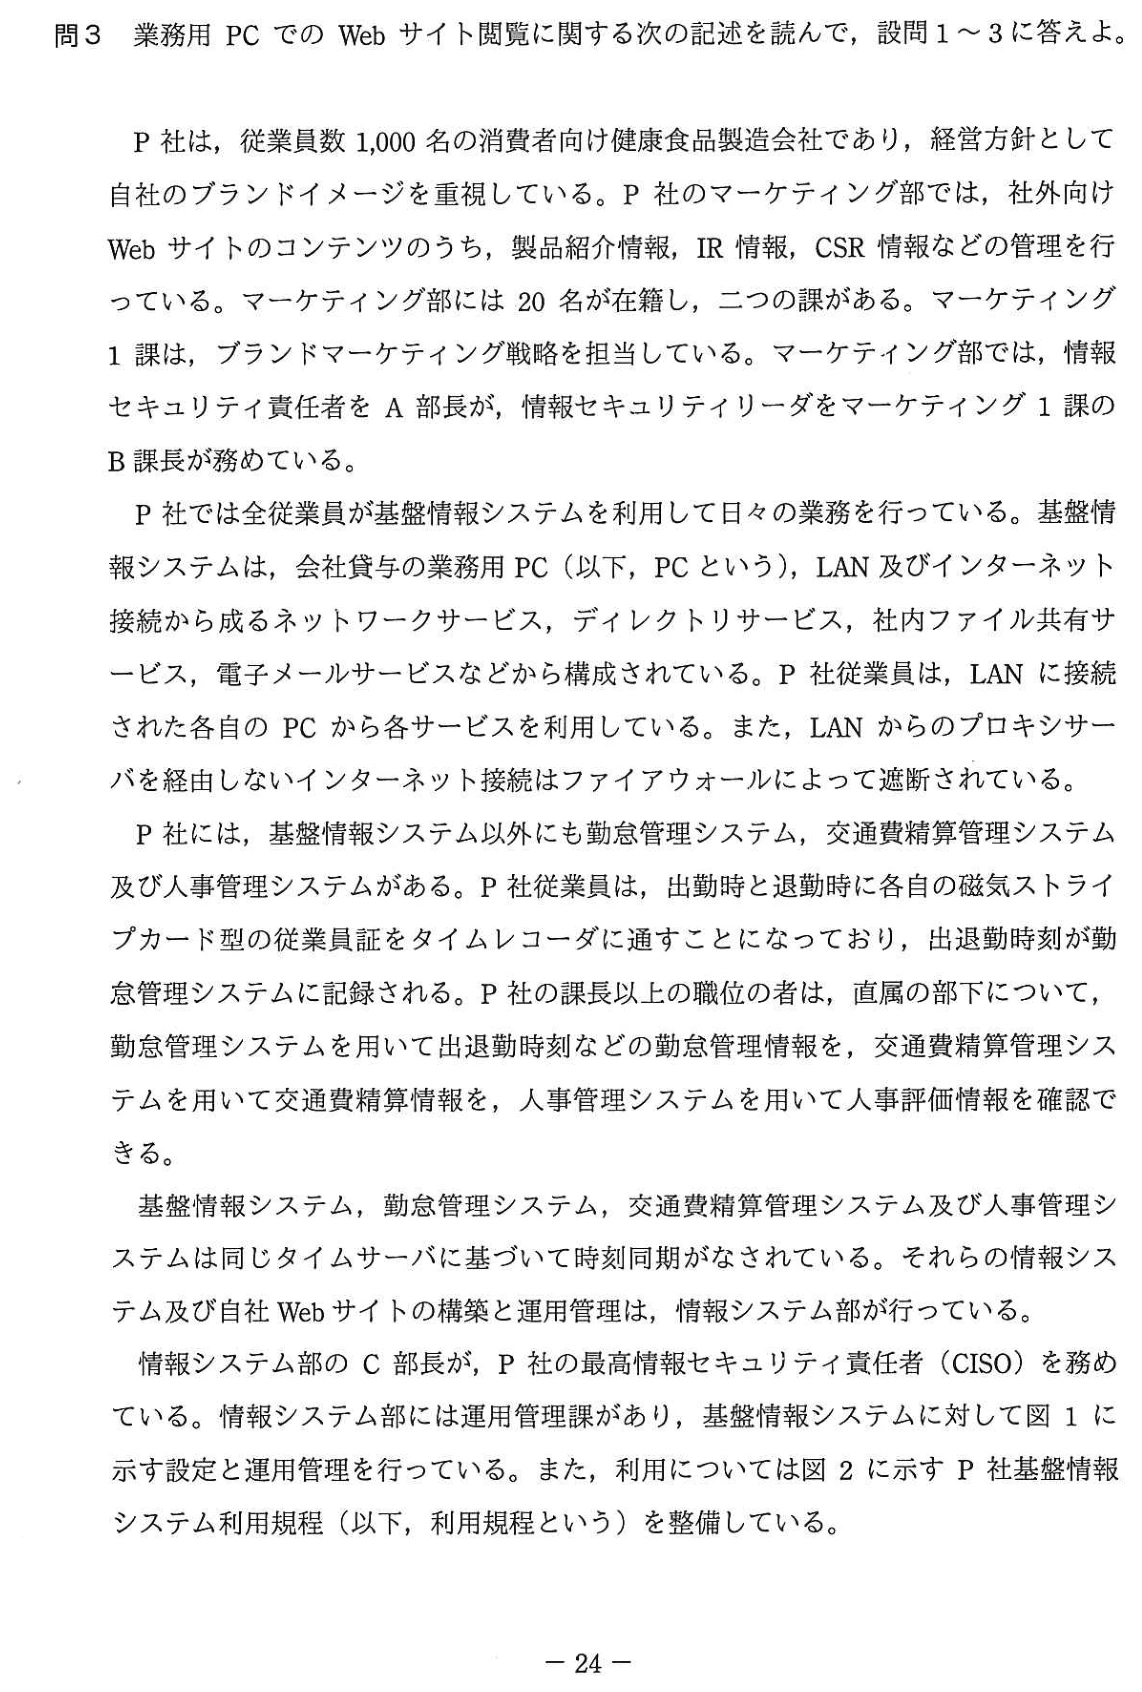 問3　業務用 PC での Web サイト閲覧に関する次の記述を読んで，設問1～3に答えよ。
P 社は，従業員数 1,000 名の消費者向け健康食品製造会社であり，経営方針として
自社のブランドイメージを重視している。P 社のマーケティング部では，社外向け
Web サイトのコンテンツのうち，製品紹介情報，IR 情報，CSR 情報などの管理を行
っている。マーケティング部には 20 名が在籍し，二つの課がある。マーケティング
1 課は，ブランドマーケティング戦略を担当している。マーケティング部では，情報
セキュリティ責任者を A 部長が，情報セキュリティリーダをマーケティング 1 課の
B 課長が務めている。
P 社では全従業員が基盤情報システムを利用して日々の業務を行っている。基盤情
報システムは，会社貸与の業務用 PC（以下，PC という），LAN 及びインターネット
接続から成るネットワークサービス，ディレクトリサービス，社内ファイル共有サ
ービス，電子メールサービスなどから構成されている。P 社従業員は，LAN に接続
された各自の PC から各サービスを利用している。また，LAN からのプロキシサー
バを経由しないインターネット接続はファイアウォールによって遮断されている。
P 社には，基盤情報システム以外にも勤怠管理システム，交通費精算管理システム
及び人事管理システムがある。P 社従業員は，出勤時と退勤時に各自の磁気ストライ
プカード型の従業員証をタイムレコーダに通すことになっており，出退勤時刻が勤
怠管理システムに記録される。P 社の課長以上の職位の者は，直属の部下について，
勤怠管理システムを用いて出退勤時刻などの勤怠管理情報を，交通費精算管理シス
テムを用いて交通費精算情報を，人事管理システムを用いて人事評価情報を確認で
きる。
基盤情報システム，勤怠管理システム，交通費精算管理システム及び人事管理シ
ステムは同じタイムサーバに基づいて時刻同期がなされている。それらの情報シス
テム及び自社 Web サイトの構築と運用管理は，情報システム部が行っている。
情報システム部の C 部長が，P 社の最高情報セキュリティ責任者（CISO）を務め
ている。情報システム部には運用管理課があり，基盤情報システムに対して図 1 に
示す設定と運用管理を行っている。また，利用については図 2 に示す P 社基盤情報
システム利用規程（以下，利用規程という）を整備している。
－ 24 －